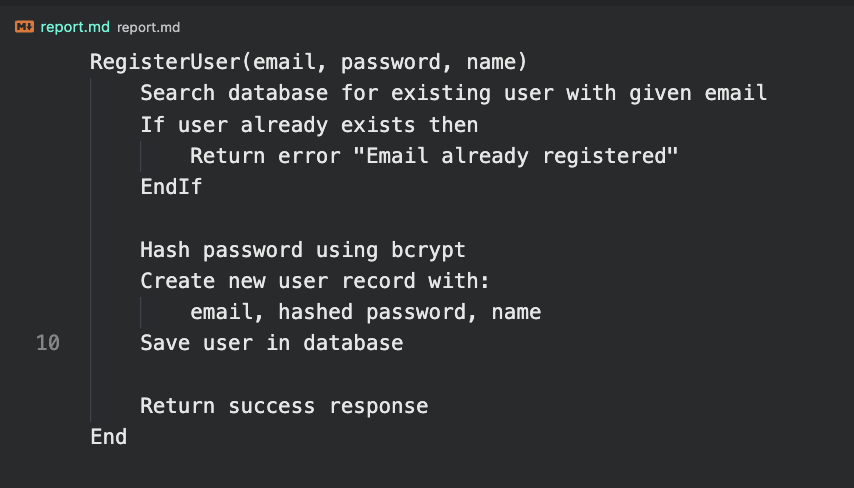 report.md report.md
RegisterUser(email, password, name)
Search database for existing user with given email
If user already exists then
Return error "Email already registered"
EndIf
Hash password using bcrypt
Create new user record with:
email, hashed password, name
10 Save user in database
Return success response
End